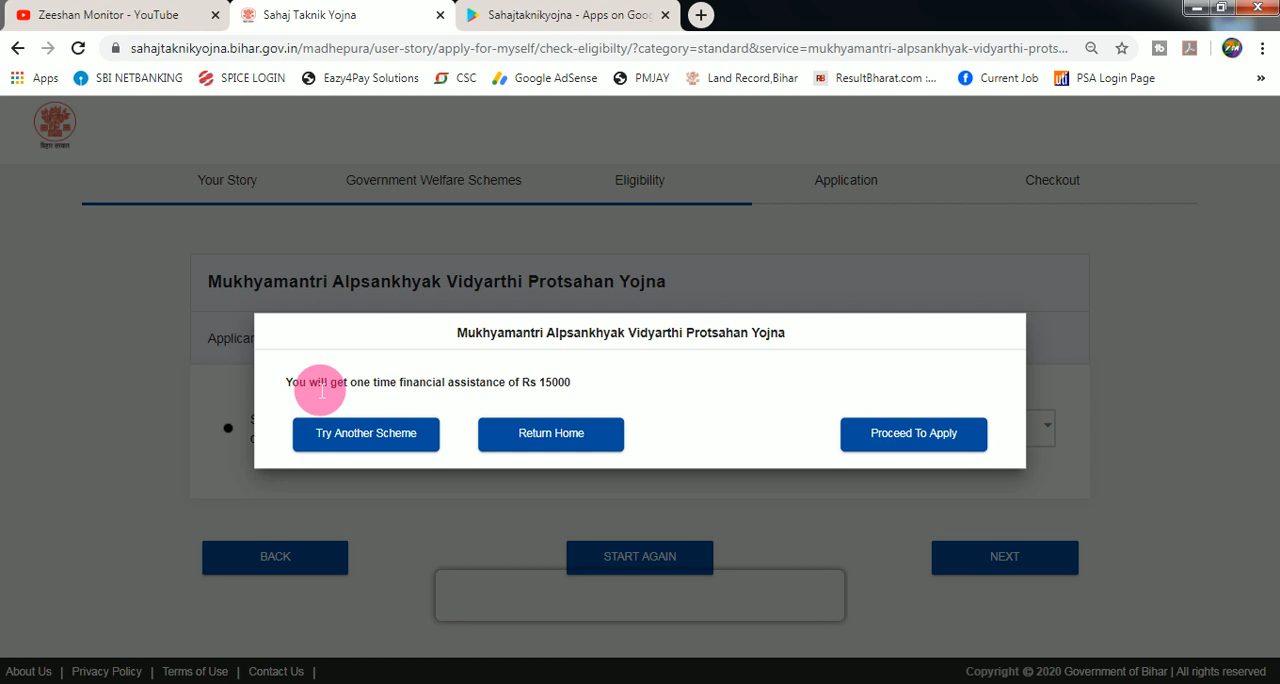 Zeeshan Monitor - YouTube
Sahaj Taknik Yojna
Sahajtaknikyojna - Apps on Goog
sahajtaknikyojna.bihar.gov.in/madhepura/user-story/apply-for-myself/check-eligibilty/?category=standard&service=mukhyamantri-alpsankhyak-vidyarthi-prots...
Apps SBI NETBANKING SPICE LOGIN Eazy4Pay Solutions CSC Google AdSense PMJAY Land Record,Bihar ResultBharat.com :... Current Job PSA Login Page »
बिहार सरकार
Your Story Government Welfare Schemes Eligibility Application Checkout
Mukhyamantri Alpsankhyak Vidyarthi Protsahan Yojna
Applican
Mukhyamantri Alpsankhyak Vidyarthi Protsahan Yojna
You will get one time financial assistance of Rs 15000
Try Another Scheme Return Home Proceed To Apply
BACK START AGAIN NEXT
About Us | Privacy Policy | Terms of Use | Contact Us |
Copyright © 2020 Government of Bihar | All rights reserved